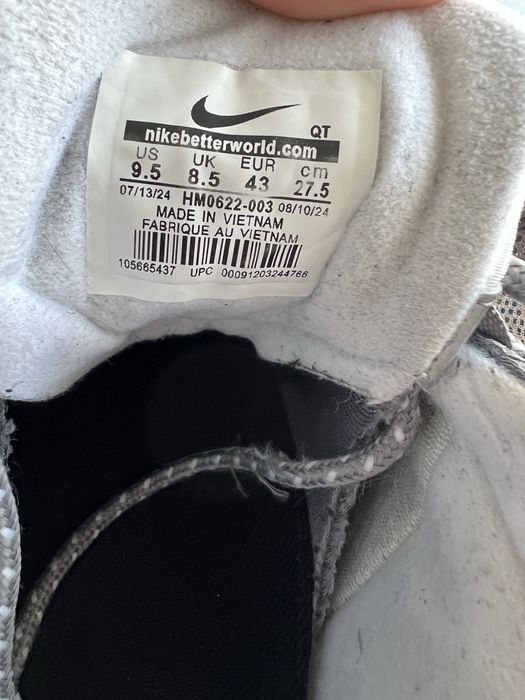 QT
nikebetterworld.com
US UK EUR cm
9.5 8.5 43 27.5
07/13/24 HM0622-003 08/10/24
MADE IN VIETNAM
FABRIQUE AU VIETNAM
105665437 UPC 00091203244766